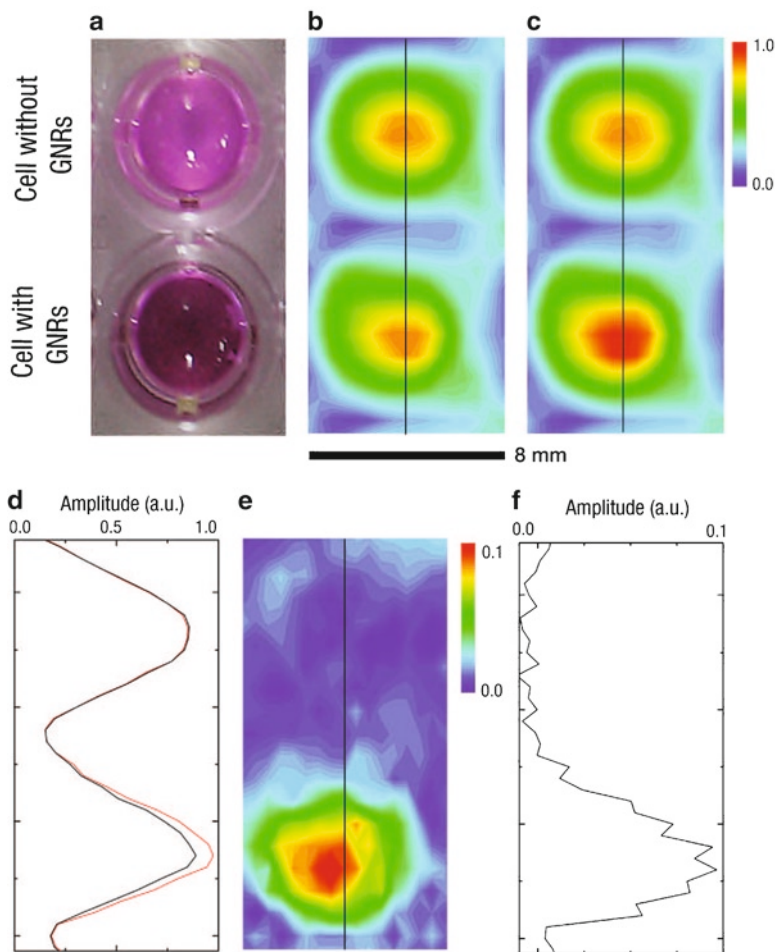 a
b
c
Cell without
GNRs
1.0
0.0
Cell with
GNRs
8 mm
d
Amplitude (a.u.)
0.0
0.5
1.0
e
0.1
0.0
f
Amplitude (a.u.)
0.0
0.1